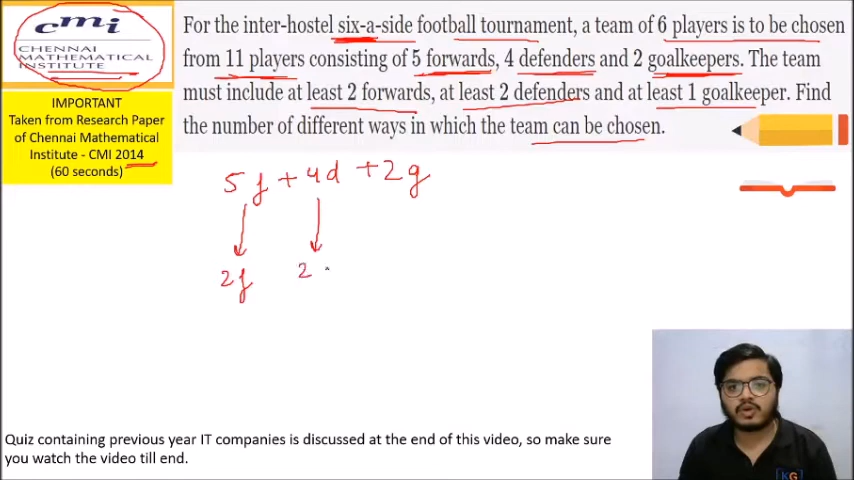 cmi
CHENNAI
MATHEMATICAL
INSTITUTE
IMPORTANT
Taken from Research Paper
of Chennai Mathematical
Institute - CMI 2014
(60 seconds)
For the inter-hostel six-a-side football tournament, a team of 6 players is to be chosen
from 11 players consisting of 5 forwards, 4 defenders and 2 goalkeepers. The team
must include at least 2 forwards, at least 2 defenders and at least 1 goalkeeper. Find
the number of different ways in which the team can be chosen.
5f + 4d + 2g
2f 2
Quiz containing previous year IT companies is discussed at the end of this video, so make sure
you watch the video till end.
KG